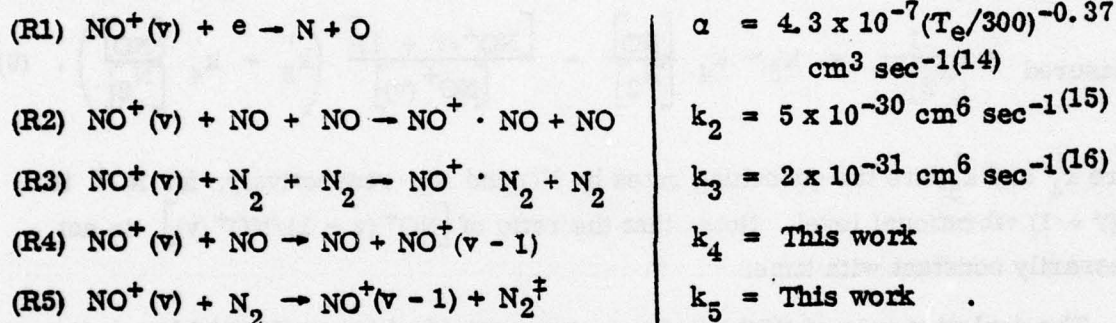 (R1) NO⁺(v) + e → N + O α = 4.3 x 10⁻⁷(Tₑ/300)⁻⁰·³⁷
cm³ sec⁻¹⁽¹⁴⁾
(R2) NO⁺(v) + NO + NO → NO⁺ · NO + NO k₂ = 5 x 10⁻³⁰ cm⁶ sec⁻¹⁽¹⁵⁾
(R3) NO⁺(v) + N₂ + N₂ → NO⁺ · N₂ + N₂ k₃ = 2 x 10⁻³¹ cm⁶ sec⁻¹⁽¹⁶⁾
(R4) NO⁺(v) + NO → NO + NO⁺(v - 1) k₄ = This work
(R5) NO⁺(v) + N₂ → NO⁺(v - 1) + N₂‡ k₅ = This work .